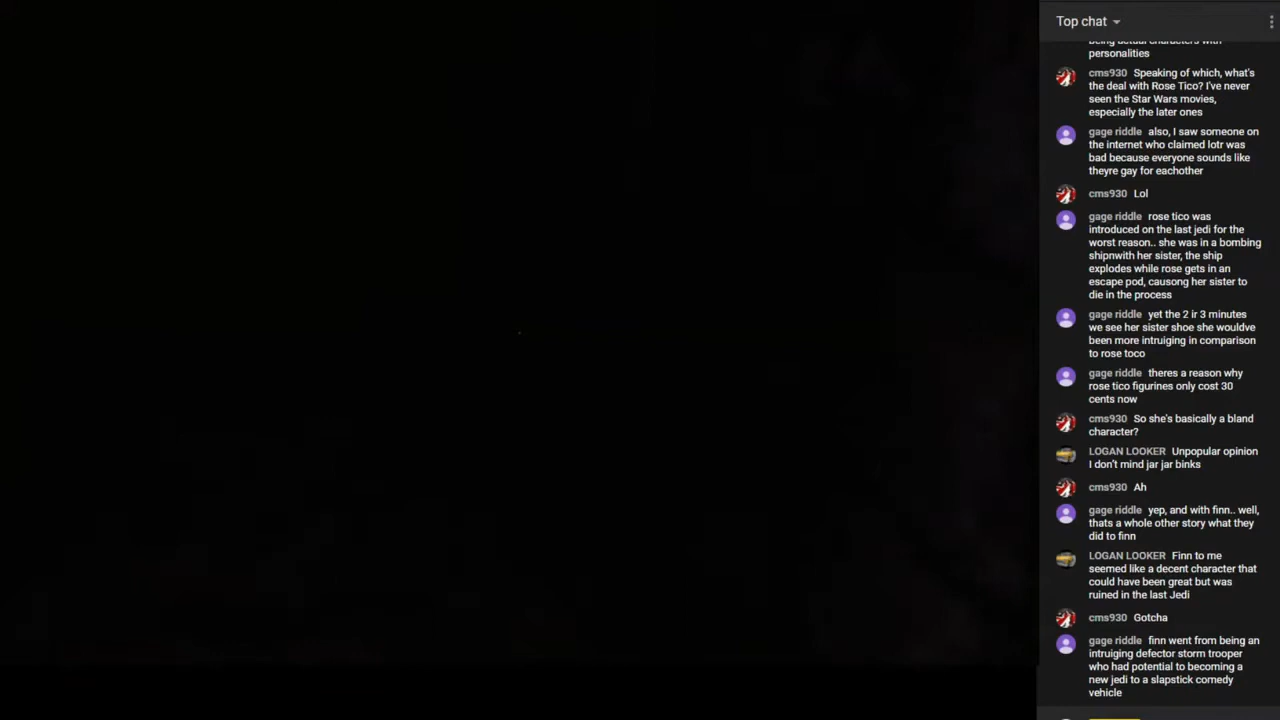 Top chat
being actual characters with
personalities
cms930 Speaking of which, what's
the deal with Rose Tico? I've never
seen the Star Wars movies,
especially the later ones
gage riddle also, I saw someone on
the internet who claimed lotr was
bad because everyone sounds like
theyre gay for eachother
cms930 Lol
gage riddle rose tico was
introduced on the last jedi for the
worst reason.. she was in a bombing
shipnwith her sister, the ship
explodes while rose gets in an
escape pod, causong her sister to
die in the process
gage riddle yet the 2 ir 3 minutes
we see her sister shoe she wouldve
been more intruiging in comparison
to rose toco
gage riddle theres a reason why
rose tico figurines only cost 30
cents now
cms930 So she's basically a bland
character?
LOGAN LOOKER Unpopular opinion
I don't mind jar jar binks
cms930 Ah
gage riddle yep, and with finn.. well,
thats a whole other story what they
did to finn
LOGAN LOOKER Finn to me
seemed like a decent character that
could have been great but was
ruined in the last Jedi
cms930 Gotcha
gage riddle finn went from being an
intruiging defector storm trooper
who had potential to becoming a
new jedi to a slapstick comedy
vehicle